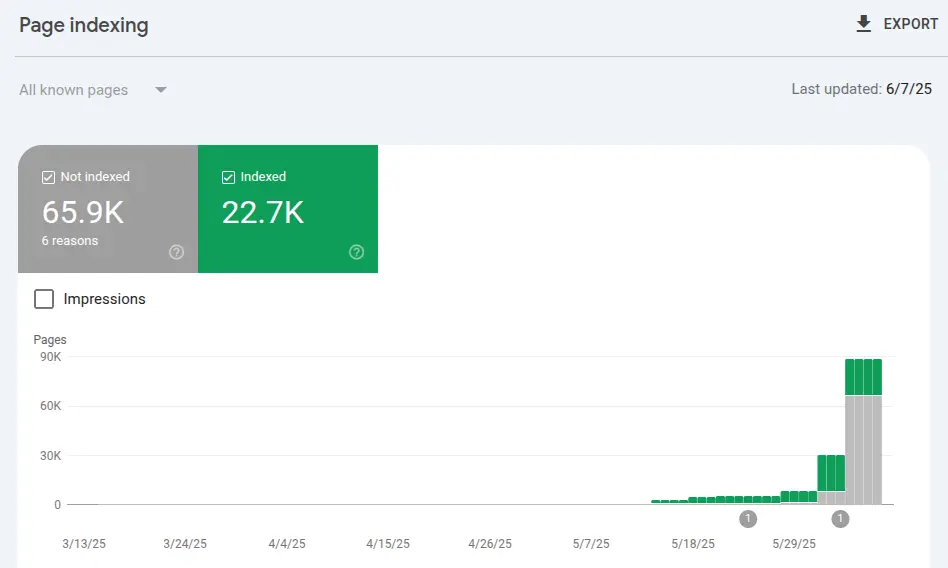 Page indexing
EXPORT
All known pages
Last updated: 6/7/25
Not indexed
65.9K
6 reasons
Indexed
22.7K
Impressions
Pages
90K
60K
30K
0
1
1
3/13/25
3/24/25
4/4/25
4/15/25
4/26/25
5/7/25
5/18/25
5/29/25